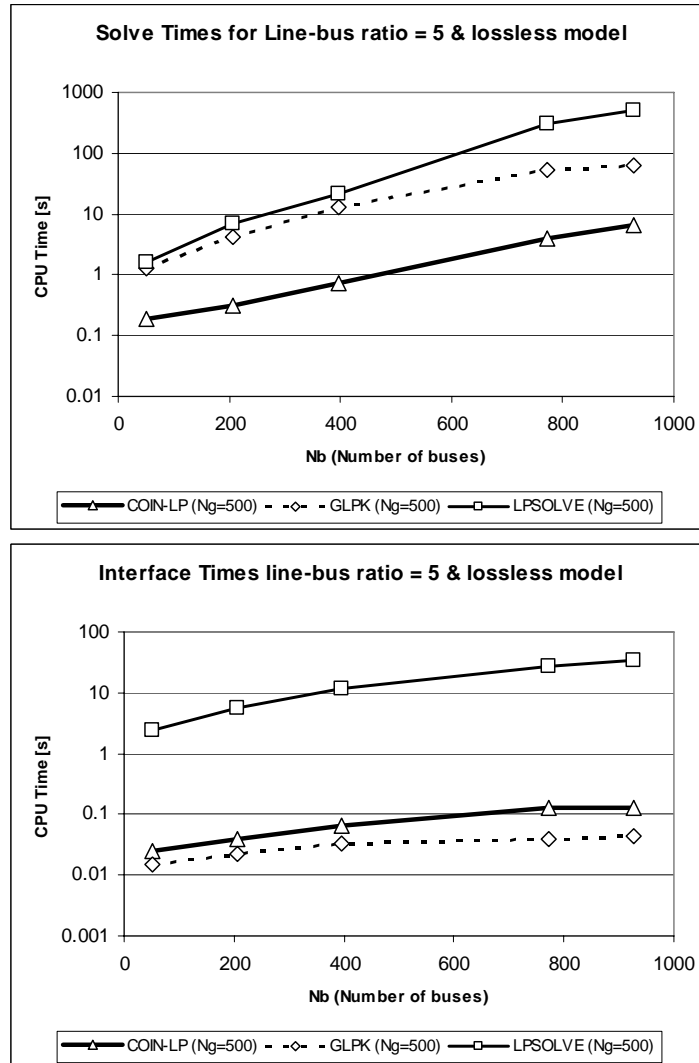 Solve Times for Line-bus ratio = 5 & lossless model
1000
100
10
1
0.1
0.01
CPU Time [s]
0 200 400 600 800 1000
Nb (Number of buses)
COIN-LP (Ng=500) GLPK (Ng=500) LPSOLVE (Ng=500)
Interface Times line-bus ratio = 5 & lossless model
100
10
1
0.1
0.01
0.001
CPU Time [s]
0 200 400 600 800 1000
Nb (Number of buses)
COIN-LP (Ng=500) GLPK (Ng=500) LPSOLVE (Ng=500)